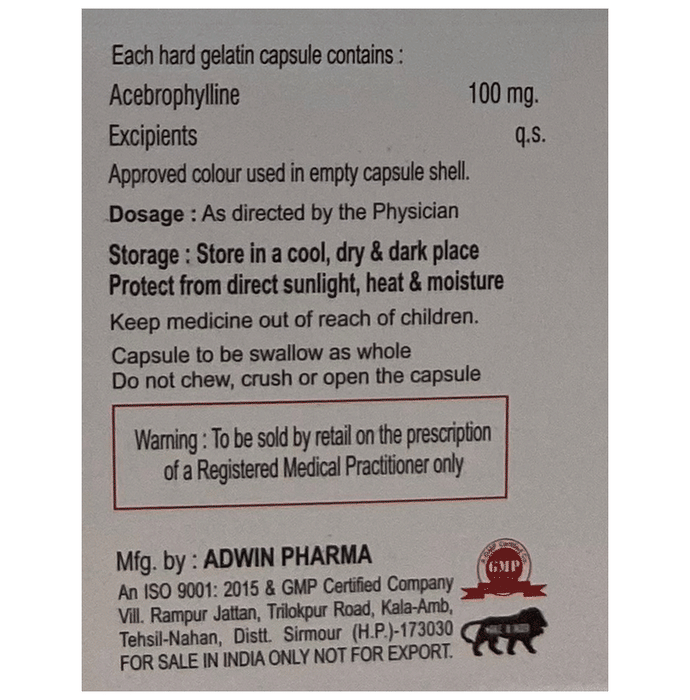 Each hard gelatin capsule contains :
Acebrophylline 100 mg.
Excipients q.s.
Approved colour used in empty capsule shell.
Dosage : As directed by the Physician
Storage : Store in a cool, dry & dark place
Protect from direct sunlight, heat & moisture
Keep medicine out of reach of children.
Capsule to be swallow as whole
Do not chew, crush or open the capsule
Warning : To be sold by retail on the prescription
of a Registered Medical Practitioner only
Mfg. by : ADWIN PHARMA
An ISO 9001: 2015 & GMP Certified Company
Vill. Rampur Jattan, Trilokpur Road, Kala-Amb,
Tehsil-Nahan, Distt. Sirmour (H.P.)-173030
FOR SALE IN INDIA ONLY NOT FOR EXPORT.
GMP